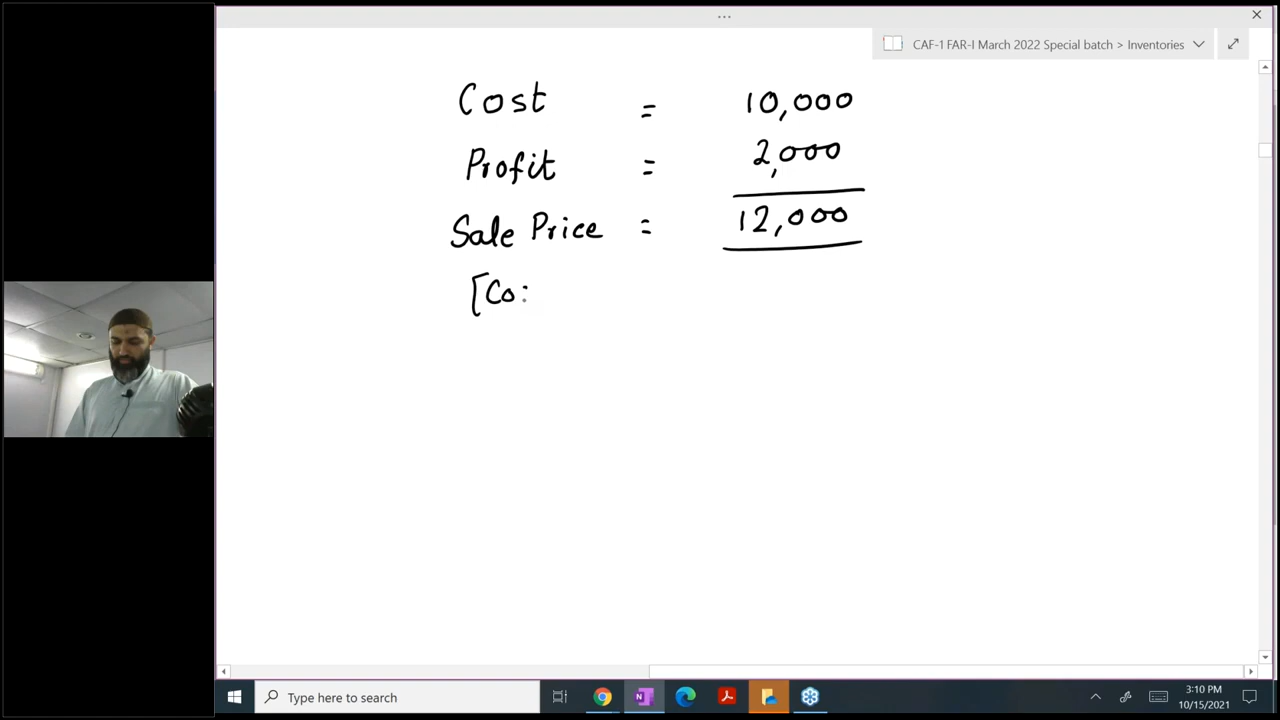 CAF-1 FAR-I March 2022 Special batch > Inventories
Cost = 10,000
Profit = 2,000
Sale Price = 12,000
[Co:
Type here to search
3:10 PM
10/15/2021